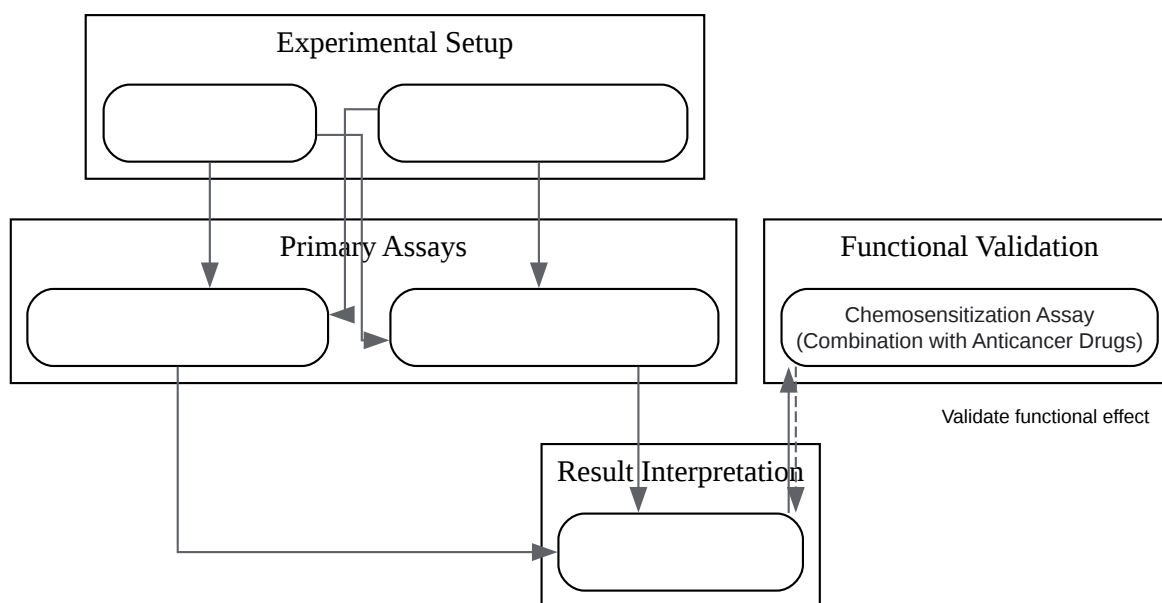 Experimental Setup
Primary Assays
Functional Validation
Chemosensitization Assay
(Combination with Anticancer Drugs)
Validate functional effect
Result Interpretation